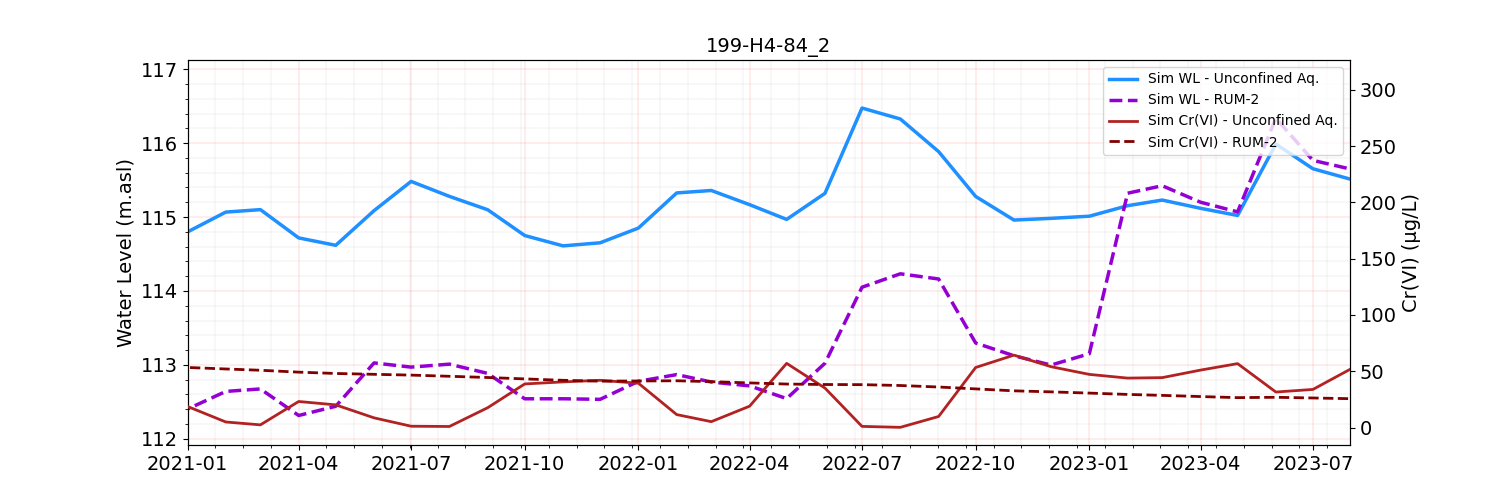 199-H4-84_2
117
116
115
114
113
112
Water Level (m.asl)
Sim WL - Unconfined Aq.
Sim WL - RUM-2
Sim Cr(VI) - Unconfined Aq.
Sim Cr(VI) - RUM-2
300
250
200
150
100
50
0
Cr(VI) (μg/L)
2021-01 2021-04 2021-07 2021-10 2022-01 2022-04 2022-07 2022-10 2023-01 2023-04 2023-07